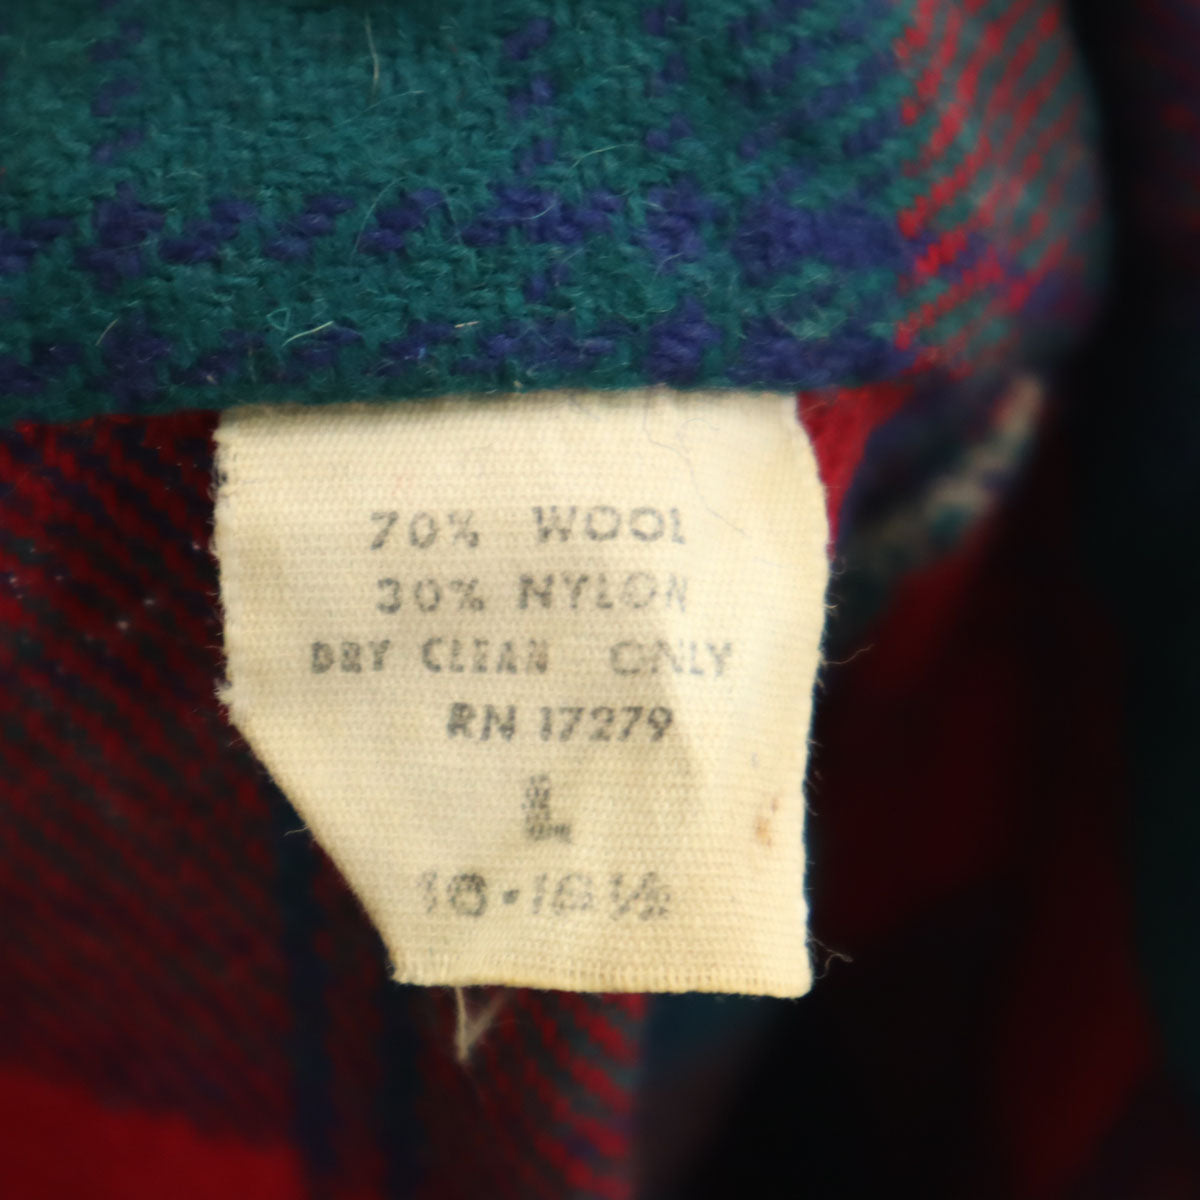 70% WOOL
30% NYLON
DRY CLEAN ONLY
RN 17279
L
16-16½